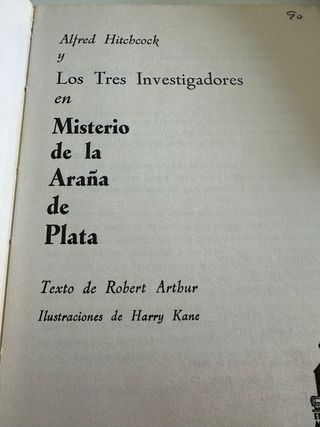 90
Alfred Hitchcock
y
Los Tres Investigadores
en
Misterio
de la
Araña
de
Plata
Texto de Robert Arthur
Ilustraciones de Harry Kane